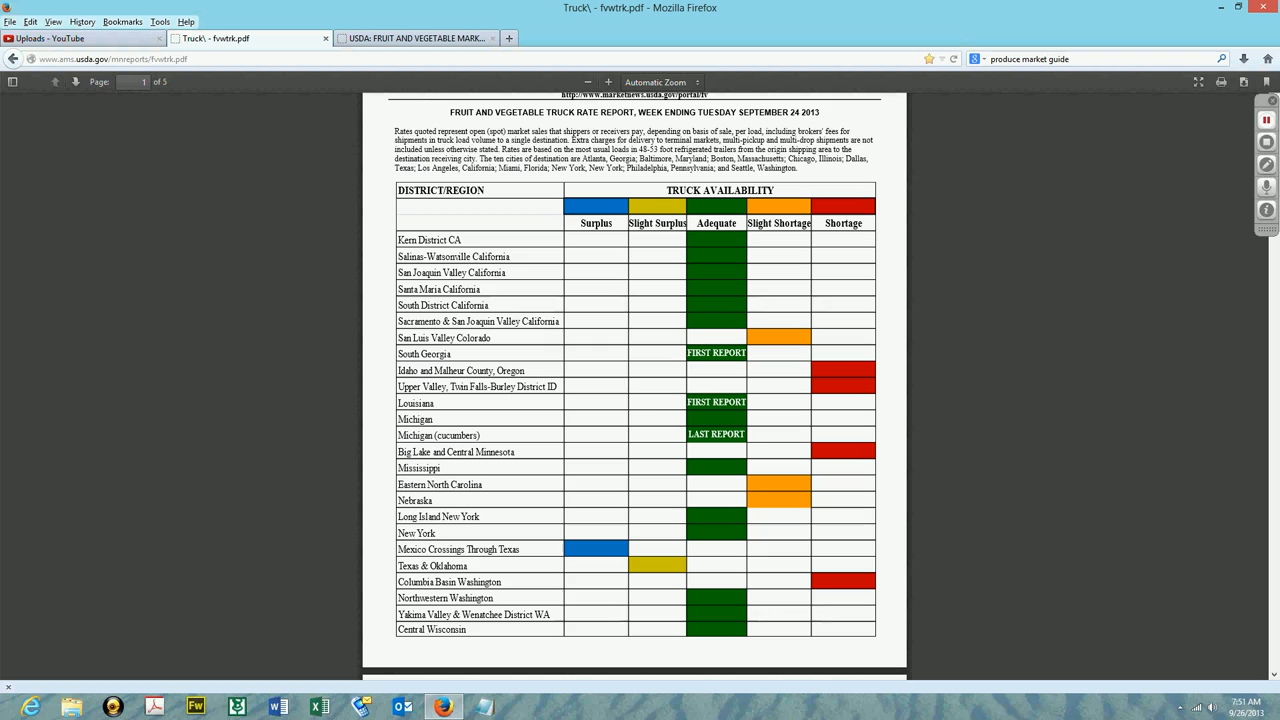 Truck\ - fvwtrk.pdf - Mozilla Firefox
File Edit View History Bookmarks Tools Help
Uploads - YouTube
Truck\ - fvwtrk.pdf
USDA: FRUIT AND VEGETABLE MARK...
www.ams.usda.gov/mnreports/fvwtrk.pdf
produce market guide
Page: 1 of 5
Automatic Zoom
http://www.marketnews.usda.gov/portal/fv
FRUIT AND VEGETABLE TRUCK RATE REPORT, WEEK ENDING TUESDAY SEPTEMBER 24 2013
Rates quoted represent open (spot) market sales that shippers or receivers pay, depending on basis of sale, per load, including brokers' fees for
shipments in truck load volume to a single destination. Extra charges for delivery to terminal markets, multi-pickup and multi-drop shipments are not
included unless otherwise stated. Rates are based on the most usual loads in 48-53 foot refrigerated trailers from the origin shipping area to the
destination receiving city. The ten cities of destination are Atlanta, Georgia; Baltimore, Maryland; Boston, Massachusetts; Chicago, Illinois; Dallas,
Texas; Los Angeles, California; Miami, Florida; New York, New York; Philadelphia, Pennsylvania; and Seattle, Washington.
DISTRICT/REGION TRUCK AVAILABILITY
Surplus Slight Surplus Adequate Slight Shortage Shortage
Kern District CA
Salinas-Watsonville California
San Joaquin Valley California
Santa Maria California
South District California
Sacramento & San Joaquin Valley California
San Luis Valley Colorado
South Georgia FIRST REPORT
Idaho and Malheur County, Oregon
Upper Valley, Twin Falls-Burley District ID
Louisiana FIRST REPORT
Michigan
Michigan (cucumbers) LAST REPORT
Big Lake and Central Minnesota
Mississippi
Eastern North Carolina
Nebraska
Long Island New York
New York
Mexico Crossings Through Texas
Texas & Oklahoma
Columbia Basin Washington
Northwestern Washington
Yakima Valley & Wenatchee District WA
Central Wisconsin
7:51 AM
9/26/2013